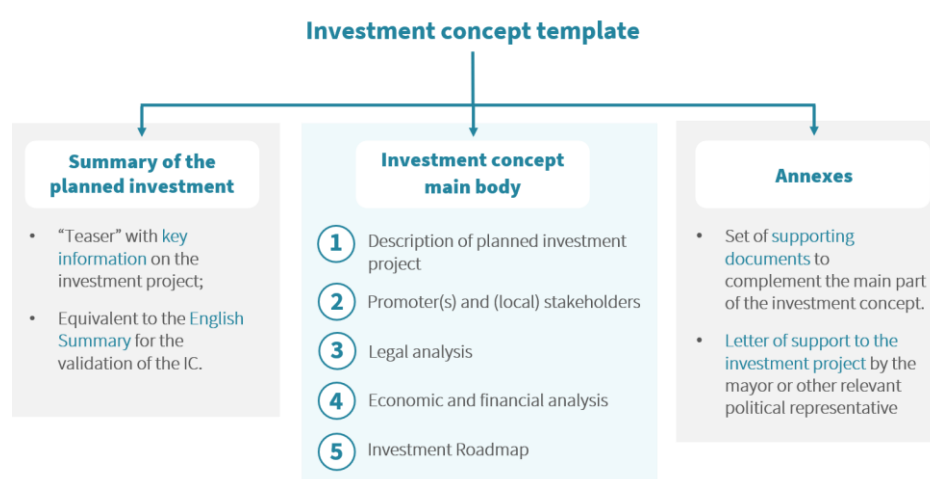 Investment concept template
Summary of the
planned investment
• “Teaser” with key
information on the
investment project;
• Equivalent to the English
Summary for the
validation of the IC.
Investment concept
main body
1 Description of planned investment
project
2 Promoter(s) and (local) stakeholders
3 Legal analysis
4 Economic and financial analysis
5 Investment Roadmap
Annexes
• Set of supporting
documents to
complement the main part
of the investment concept.
• Letter of support to the
investment project by the
mayor or other relevant
political representative